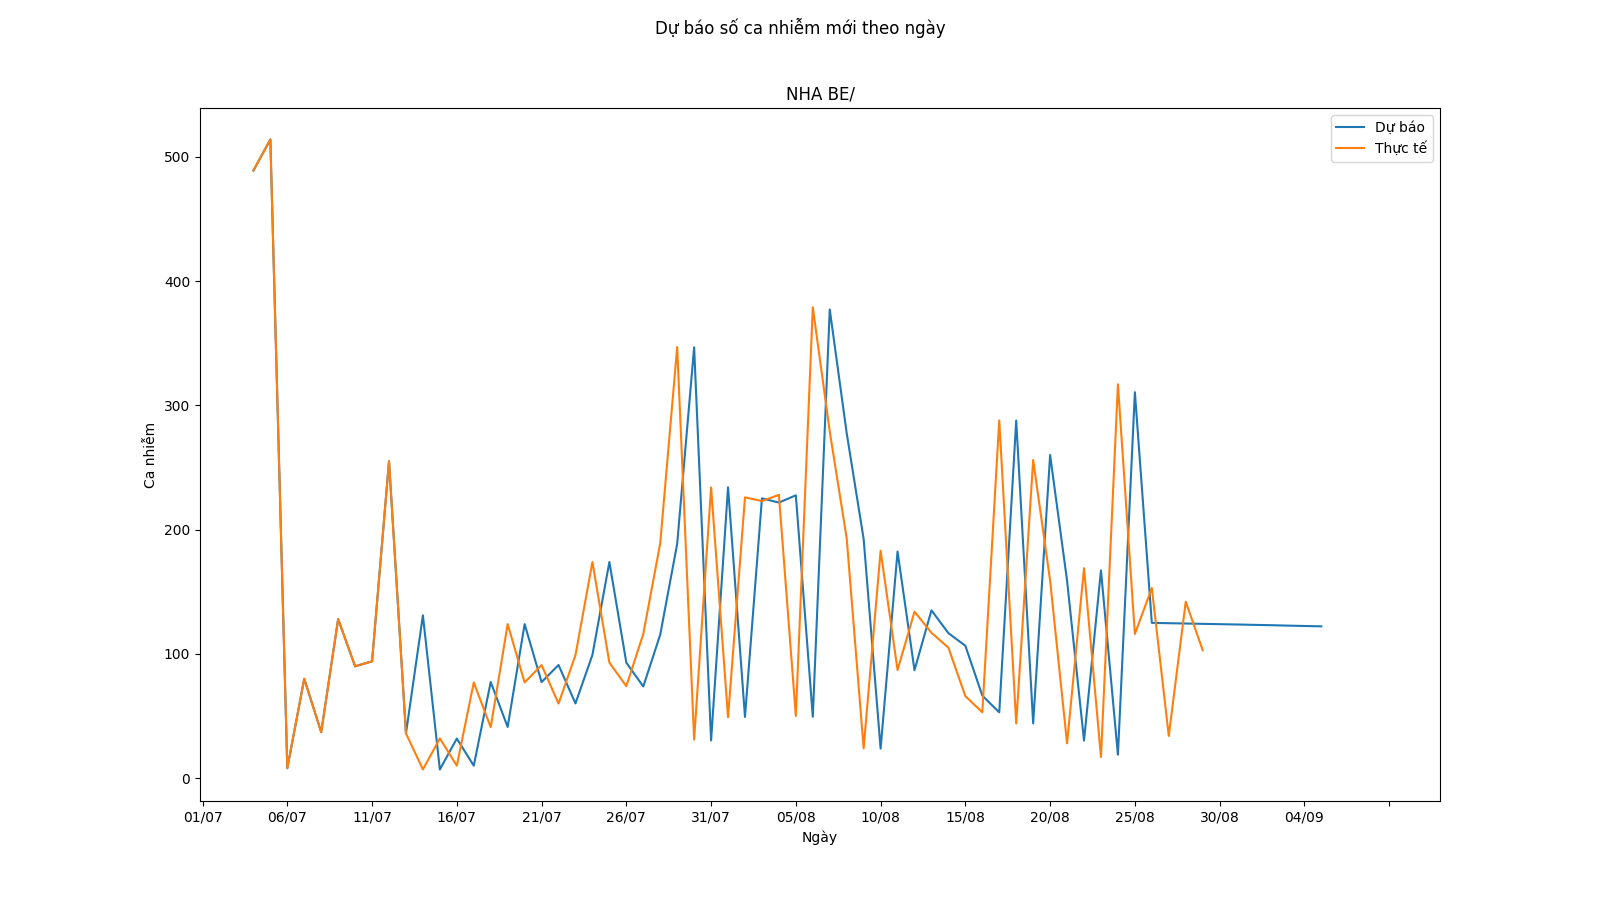 Dự báo số ca nhiễm mới theo ngày
NHA BE/
Dự báo
Thực tế
500
400
300
200
100
0
Ca nhiễm
01/07 06/07 11/07 16/07 21/07 26/07 31/07 05/08 10/08 15/08 20/08 25/08 30/08 04/09
Ngày